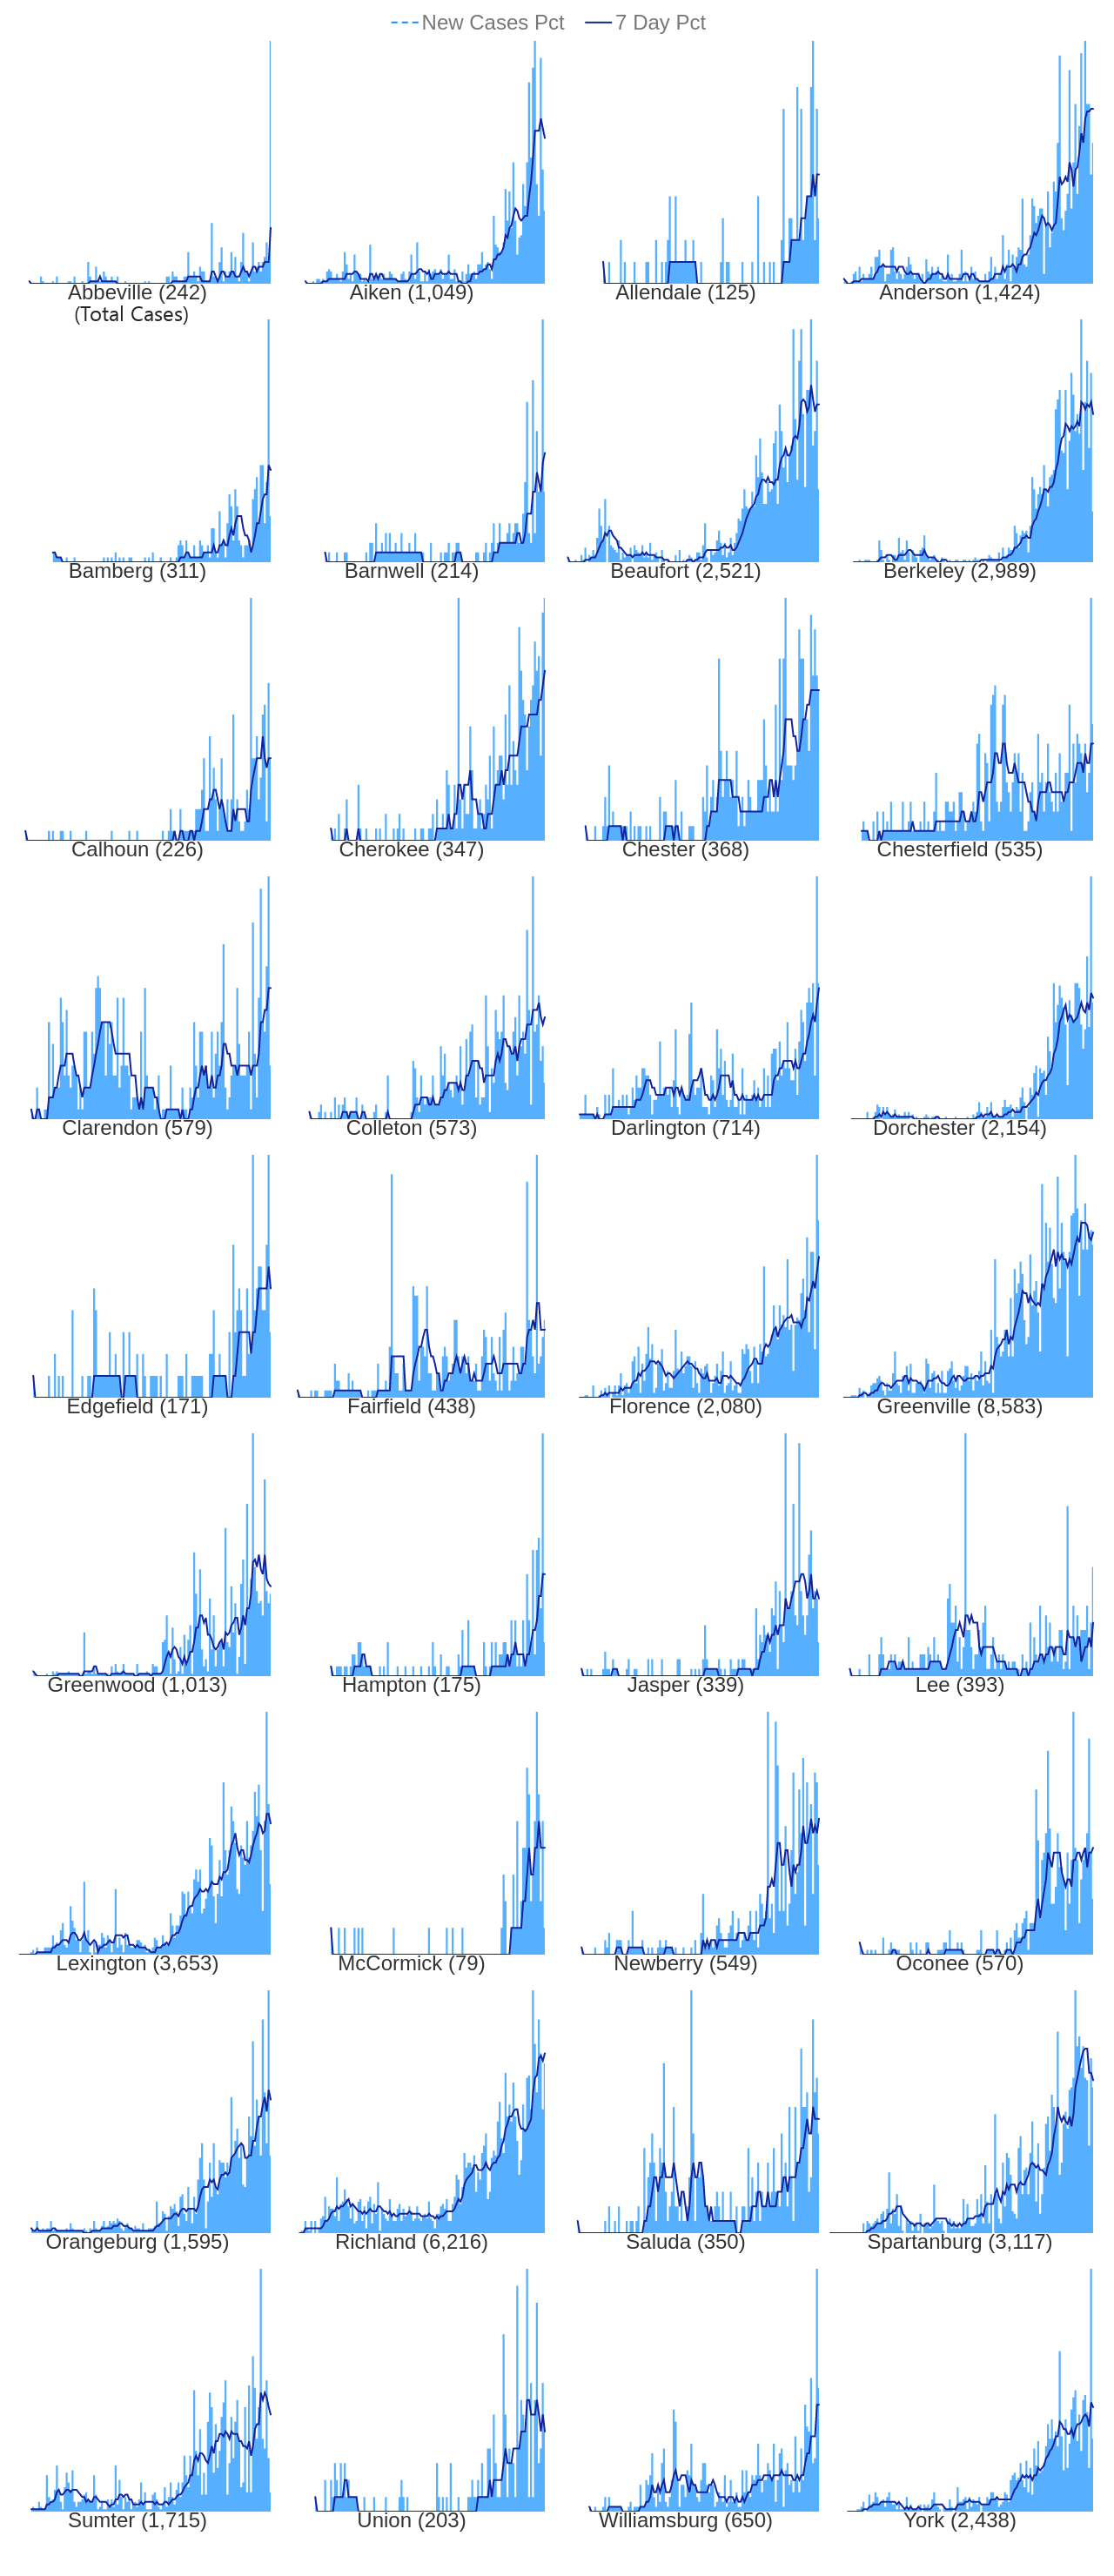 New Cases Pct 7 Day Pct
Abbeville (242) Aiken (1,049) Allendale (125) Anderson (1,424)
(Total Cases)
Bamberg (311) Barnwell (214) Beaufort (2,521) Berkeley (2,989)
Calhoun (226) Cherokee (347) Chester (368) Chesterfield (535)
Clarendon (579) Colleton (573) Darlington (714) Dorchester (2,154)
Edgefield (171) Fairfield (438) Florence (2,080) Greenville (8,583)
Greenwood (1,013) Hampton (175) Jasper (339) Lee (393)
Lexington (3,653) McCormick (79) Newberry (549) Oconee (570)
Orangeburg (1,595) Richland (6,216) Saluda (350) Spartanburg (3,117)
Sumter (1,715) Union (203) Williamsburg (650) York (2,438)